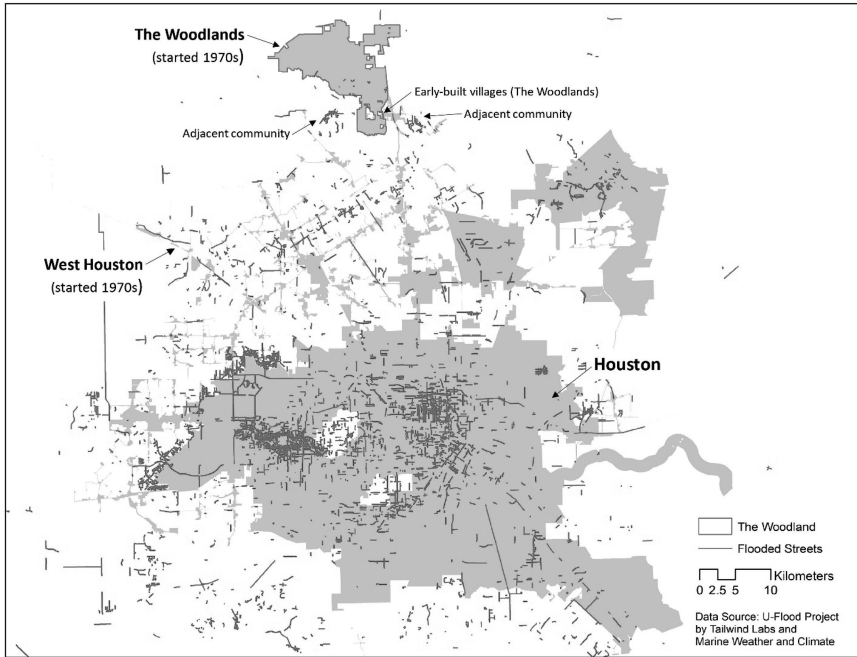 The Woodlands
(started 1970s)
Early-built villages (The Woodlands)
Adjacent community
Adjacent community
West Houston
(started 1970s)
Houston
The Woodland
Flooded Streets
Kilometers
0 2.5 5 10
Data Source: U-Flood Project
by Tailwind Labs and
Marine Weather and Climate